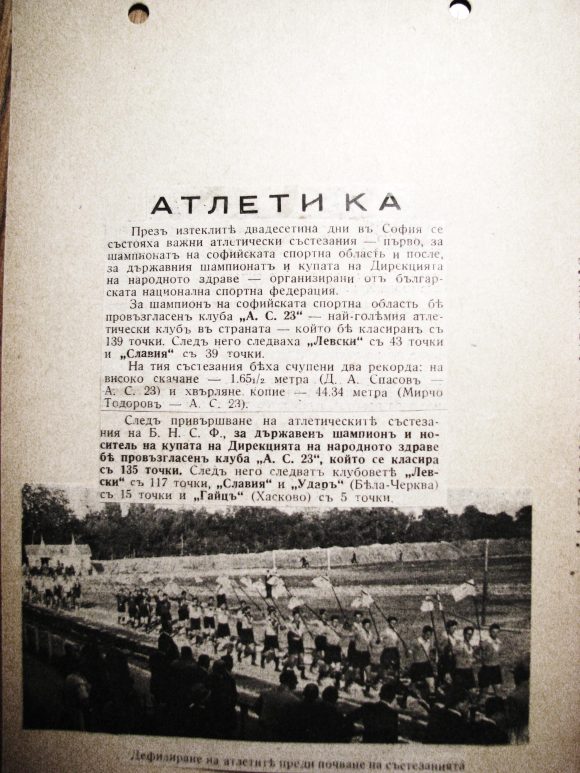 АТЛЕТИКА
Презъ изтеклитѣ двадесетина дни въ София се
състояха важни атлетически състезания — първо, за
шампионатъ на софийската спортна область и после,
за държавния шампионатъ и купата на Дирекцията
на народното здраве — организирани отъ българ-
ската национална спортна федерация.
За шампионъ на софийската спортна область бѣ
провъзгласенъ клуба „А. С. 23“ — най-голѣмия атле-
тически клубъ въ страната — който бѣ класиранъ съ
139 точки. Следъ него следваха „Левски“ съ 43 точки
и „Славия“ съ 39 точки.
На тия състезания бѣха счупени два рекорда: на
високо скачане — 1.65½ метра (Д. А. Спасовъ —
А. С. 23) и хвърляне копие — 44.34 метра (Мирчо
Тодоровъ — А. С. 23).
Следъ привършване на атлетическитѣ състеза-
ния на Б. Н. С. Ф., за държавенъ шампионъ и но-
ситель на купата на Дирекцията на народното здраве
бѣ провъзгласенъ клуба „А. С. 23“, който се класира
съ 135 точки. Следъ него следватъ клубоветѣ „Лев-
ски“ съ 117 точки, „Славия“ и „Ударъ“ (Бѣла-Черква)
съ 15 точки и „Гайцъ“ (Хасково) съ 5 точки.
Дефилиране на атлетитѣ преди почване на състезанията